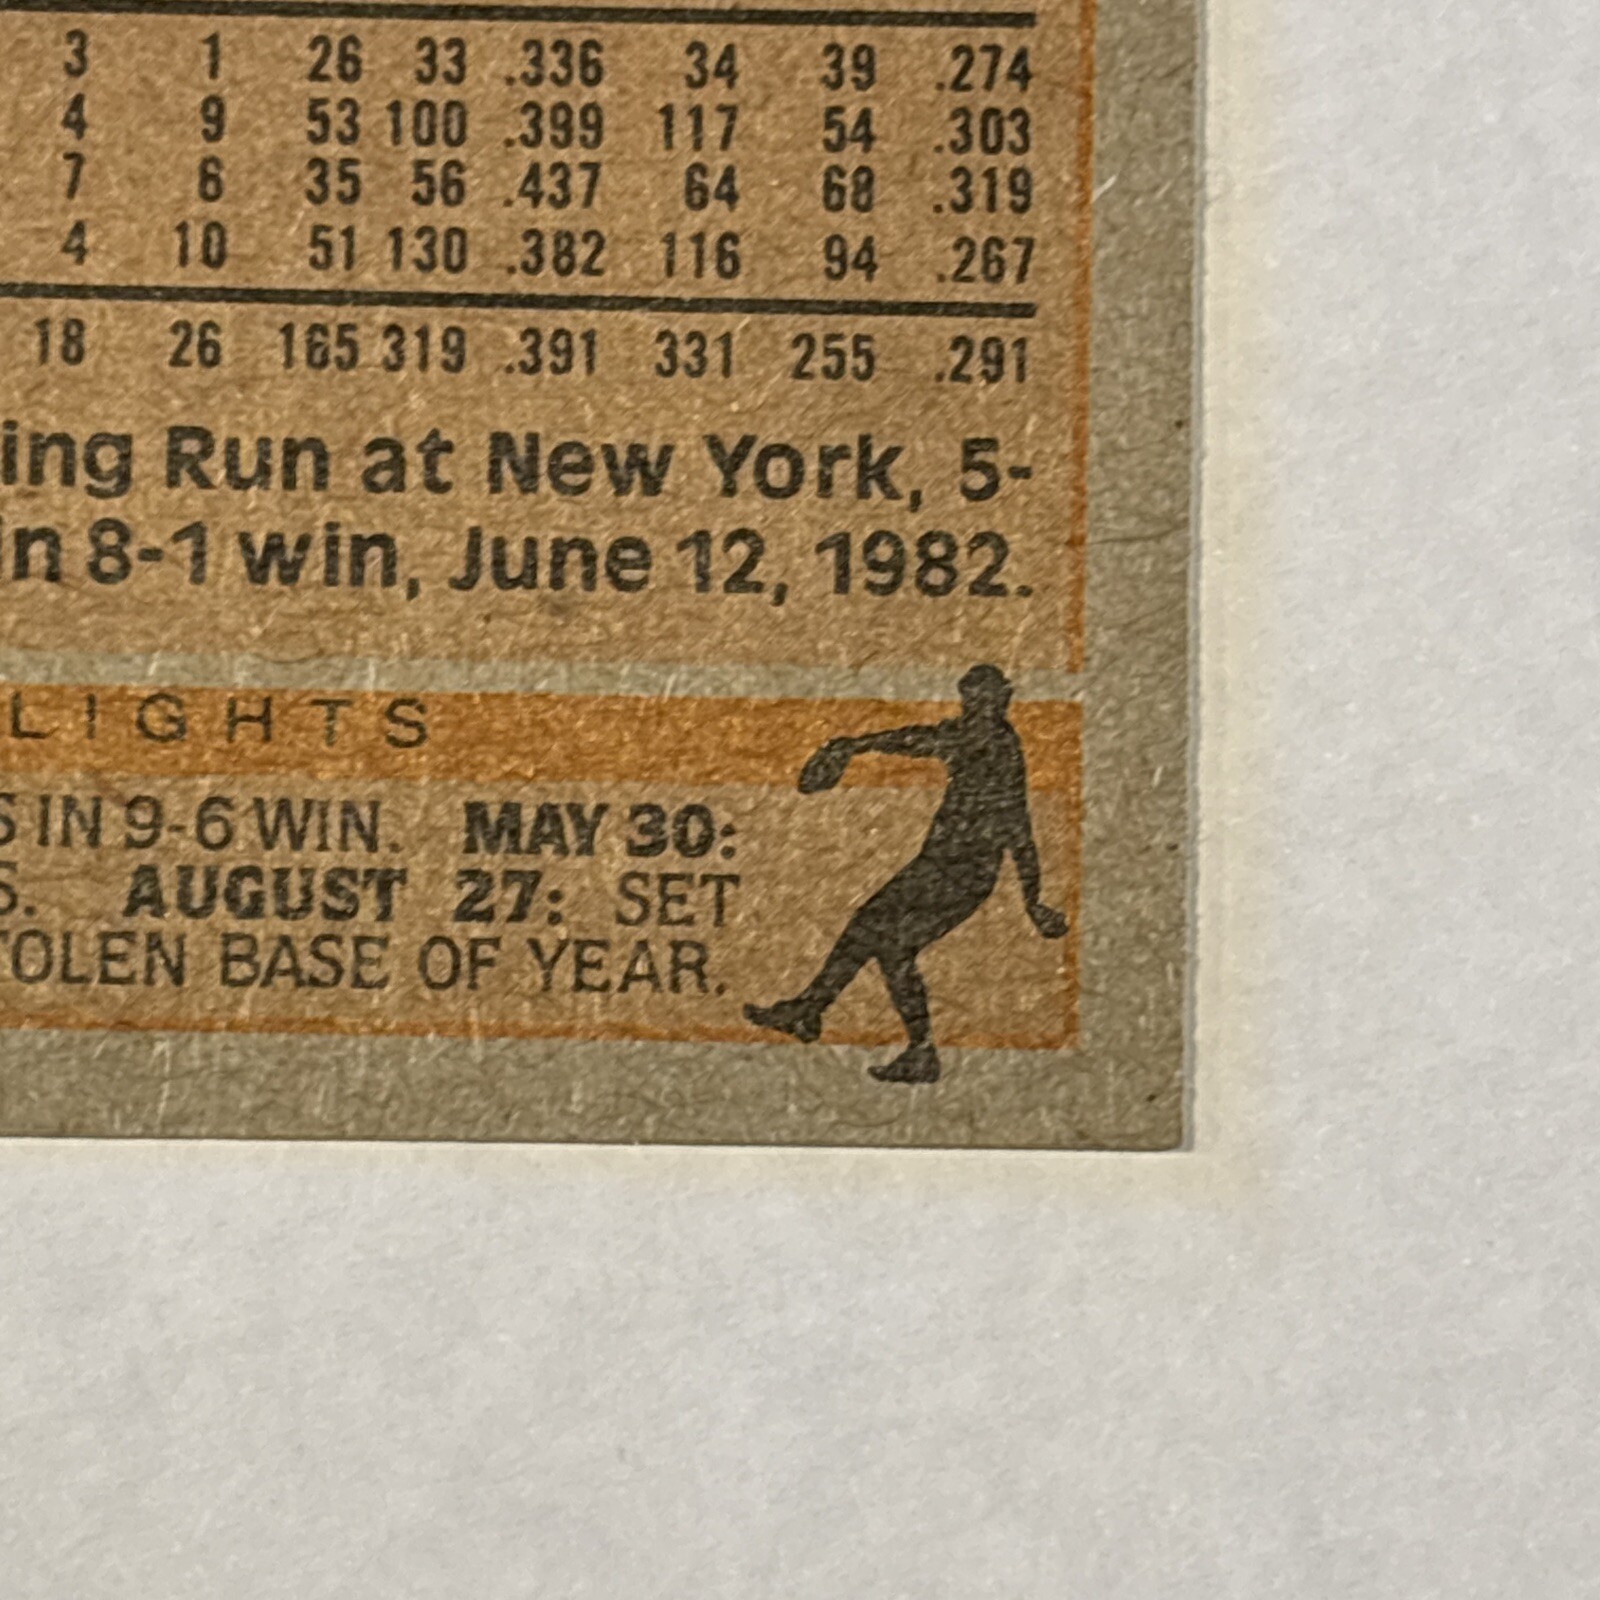 3 1 26 33 .336 34 39 .274
4 9 53 100 .399 117 54 .303
7 6 35 56 .437 64 68 .319
4 10 51 130 .382 116 94 .267
18 26 165 319 .391 331 255 .291
ing Run at New York, 5-
in 8-1 win, June 12, 1982.
LIGHTS
S IN 9-6 WIN. MAY 30:
S. AUGUST 27: SET
TOLEN BASE OF YEAR.